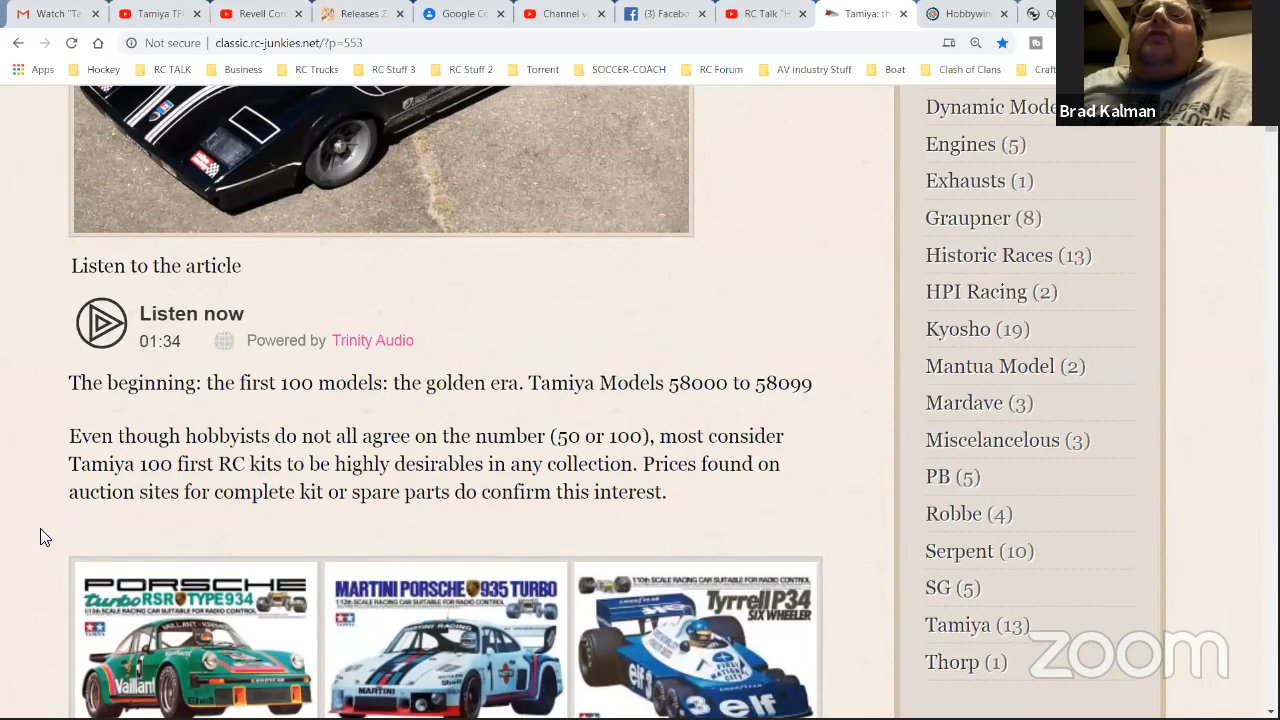 Watch "Ta
Tamiya TF
Revell Con
Releases Z
Google Co
Channel v
(3) Facebo
RC Talk "H
Tamiya: th
Hobbywin
Not secure
classic.rc-junkies.net/?p=553
Apps
Hockey
RC TALK
Business
RC Trucks
RC Stuff 3
RC Stuff 2
Torrent
SOCCER-COACH
RC Forum
AV industry Stuff
Boat
Clash of Clans
Craft
Brad Kalman
Listen to the article
Listen now
01:34
Powered by Trinity Audio
The beginning: the first 100 models: the golden era. Tamiya Models 58000 to 58099
Even though hobbyists do not all agree on the number (50 or 100), most consider
Tamiya 100 first RC kits to be highly desirables in any collection. Prices found on
auction sites for complete kit or spare parts do confirm this interest.
PORSCHE
turbo RSR TYPE 934
1/12th SCALE RACING CAR SUITABLE FOR RADIO CONTROL
Vaillant
MARTINI PORSCHE 935 TURBO
1/12th SCALE RACING CAR SUITABLE FOR RADIO CONTROL
MARTINI
1/10th SCALE RACING CAR SUITABLE FOR RADIO CONTROL
Tyrrell P34
SIX WHEELER
elf
3 elf
Dynamic Mode
Engines (5)
Exhausts (1)
Graupner (8)
Historic Races (13)
HPI Racing (2)
Kyosho (19)
Mantua Model (2)
Mardave (3)
Miscelancelous (3)
PB (5)
Robbe (4)
Serpent (10)
SG (5)
Tamiya (13)
Thorp (1)
zoom